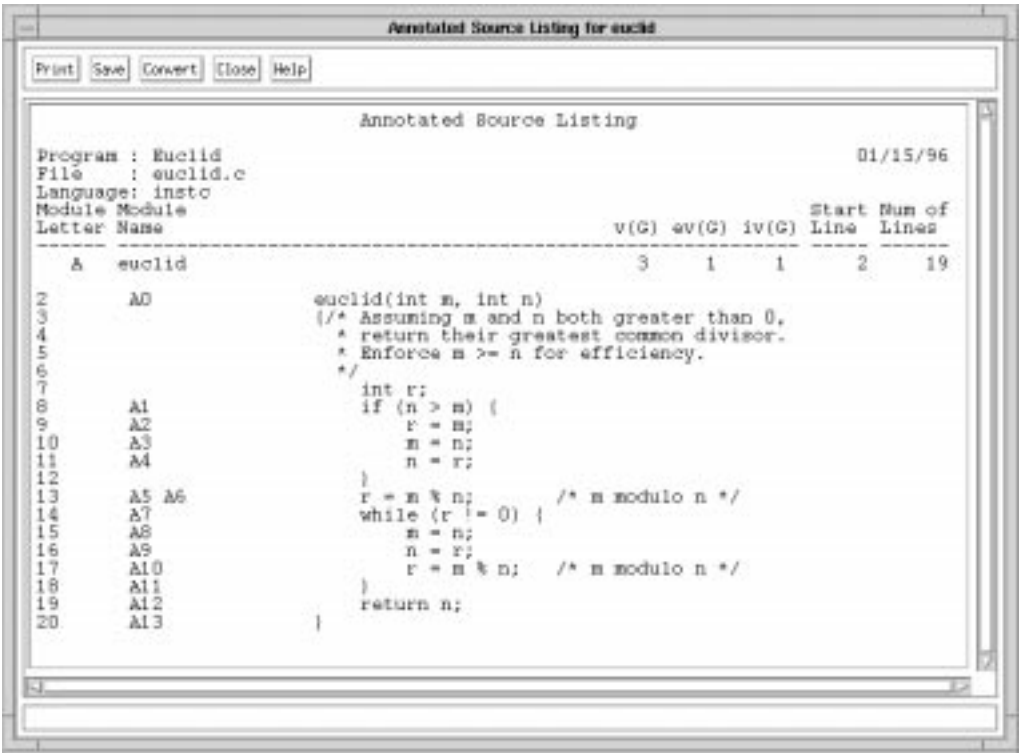 Annotated Source Listing for euclid
Print Save Convert Close Help
Annotated Source Listing
Program : Euclid 01/15/96
File : euclid.c
Language: instc
Module Module Start Num of
Letter Name v(G) ev(G) iv(G) Line Lines
------ ----------------------------------------------------------- ----- ------
A euclid 3 1 1 2 19
2 A0 euclid(int m, int n)
3 {/* Assuming m and n both greater than 0,
4 * return their greatest common divisor.
5 * Enforce m >= n for efficiency.
6 */
7 int r;
8 A1 if (n > m) {
9 A2 r = m;
10 A3 m = n;
11 A4 n = r;
12 }
13 A5 A6 r = m % n; /* m modulo n */
14 A7 while (r != 0) {
15 A8 m = n;
16 A9 n = r;
17 A10 r = m % n; /* m modulo n */
18 A11 }
19 A12 return n;
20 A13 }